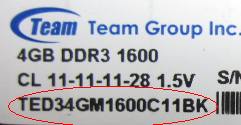 Team Team Group Inc.
4GB DDR3 1600
CL 11-11-11-28 1.5V
S/N
TED34GM1600C11BK